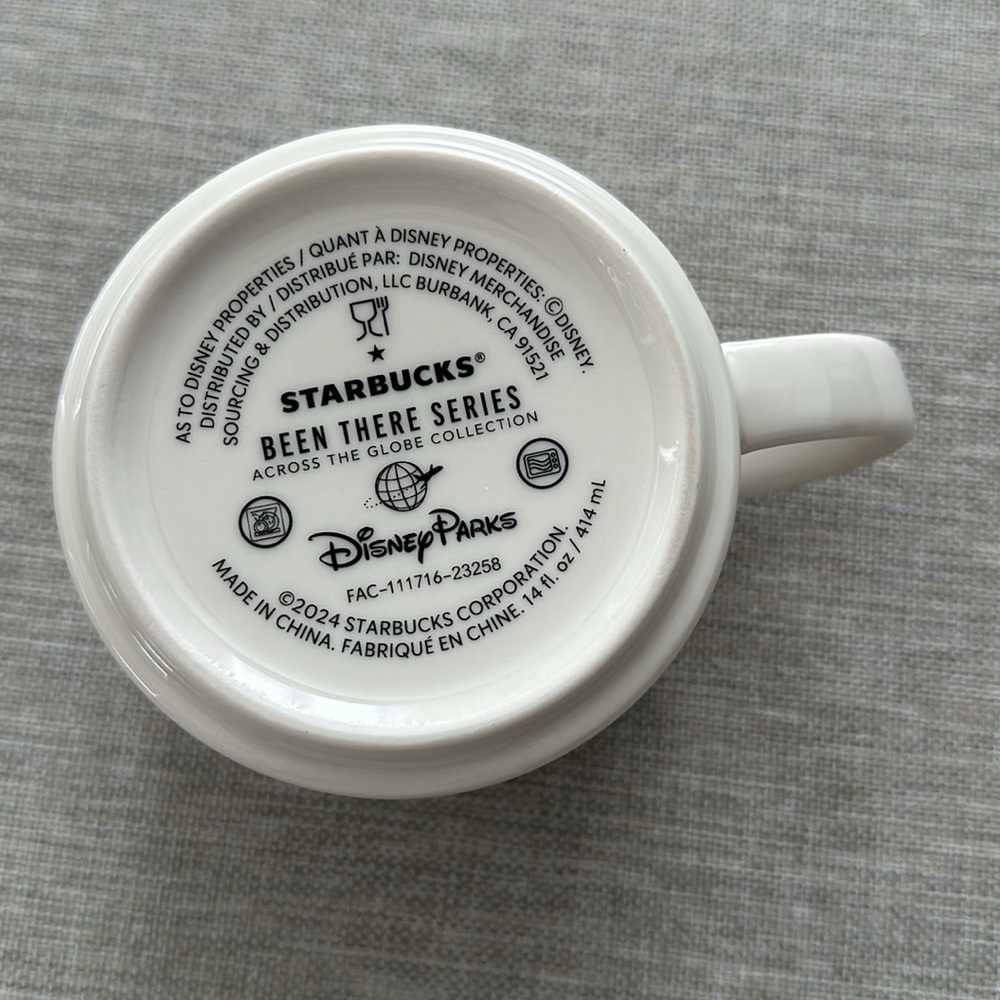 AS TO DISNEY PROPERTIES / QUANT À DISNEY PROPERTIES: ©DISNEY.
DISTRIBUTED BY / DISTRIBUÉ PAR: DISNEY MERCHANDISE
SOURCING & DISTRIBUTION, LLC BURBANK, CA 91521
STARBUCKS®
BEEN THERE SERIES
ACROSS THE GLOBE COLLECTION
Disney Parks
FAC-111716-23258
©2024 STARBUCKS CORPORATION.
MADE IN CHINA. FABRIQUÉ EN CHINE. 14 fl. oz / 414 mL